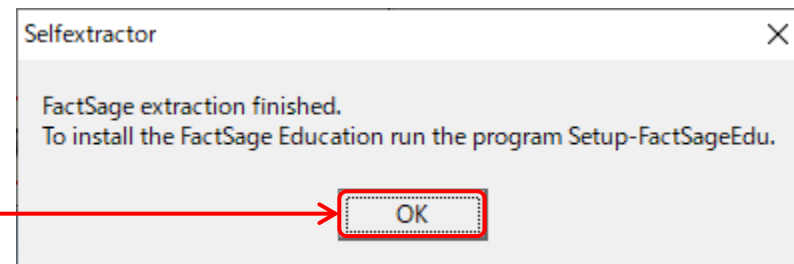 Selfextractor
FactSage extraction finished.
To install the FactSage Education run the program Setup-FactSageEdu.
OK